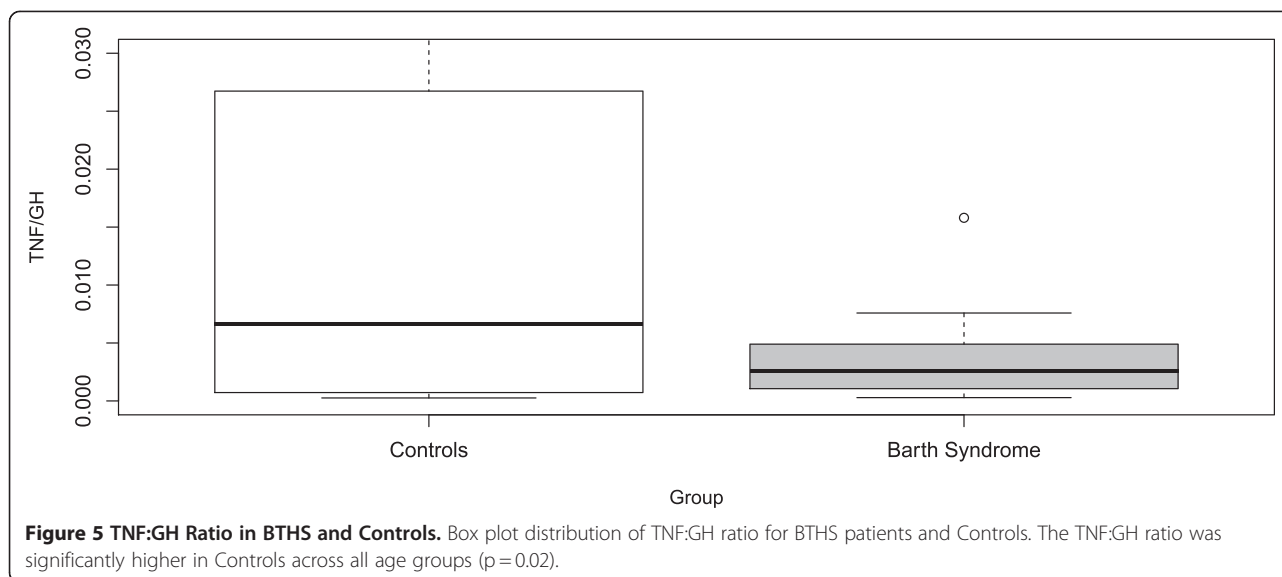 0.030
0.020
0.010
0.000
TNF/GH
Controls
Barth Syndrome
Group
Figure 5 TNF:GH Ratio in BTHS and Controls. Box plot distribution of TNF:GH ratio for BTHS patients and Controls. The TNF:GH ratio was
significantly higher in Controls across all age groups (p = 0.02).